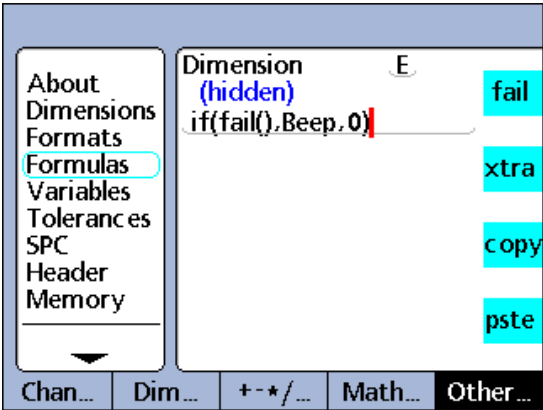 About
Dimensions
Formats
Formulas
Variables
Tolerances
SPC
Header
Memory
Dimension E
(hidden)
if(fail(),Beep,0)
fail
xtra
copy
pste
Chan... Dim... +-*/... Math... Other...